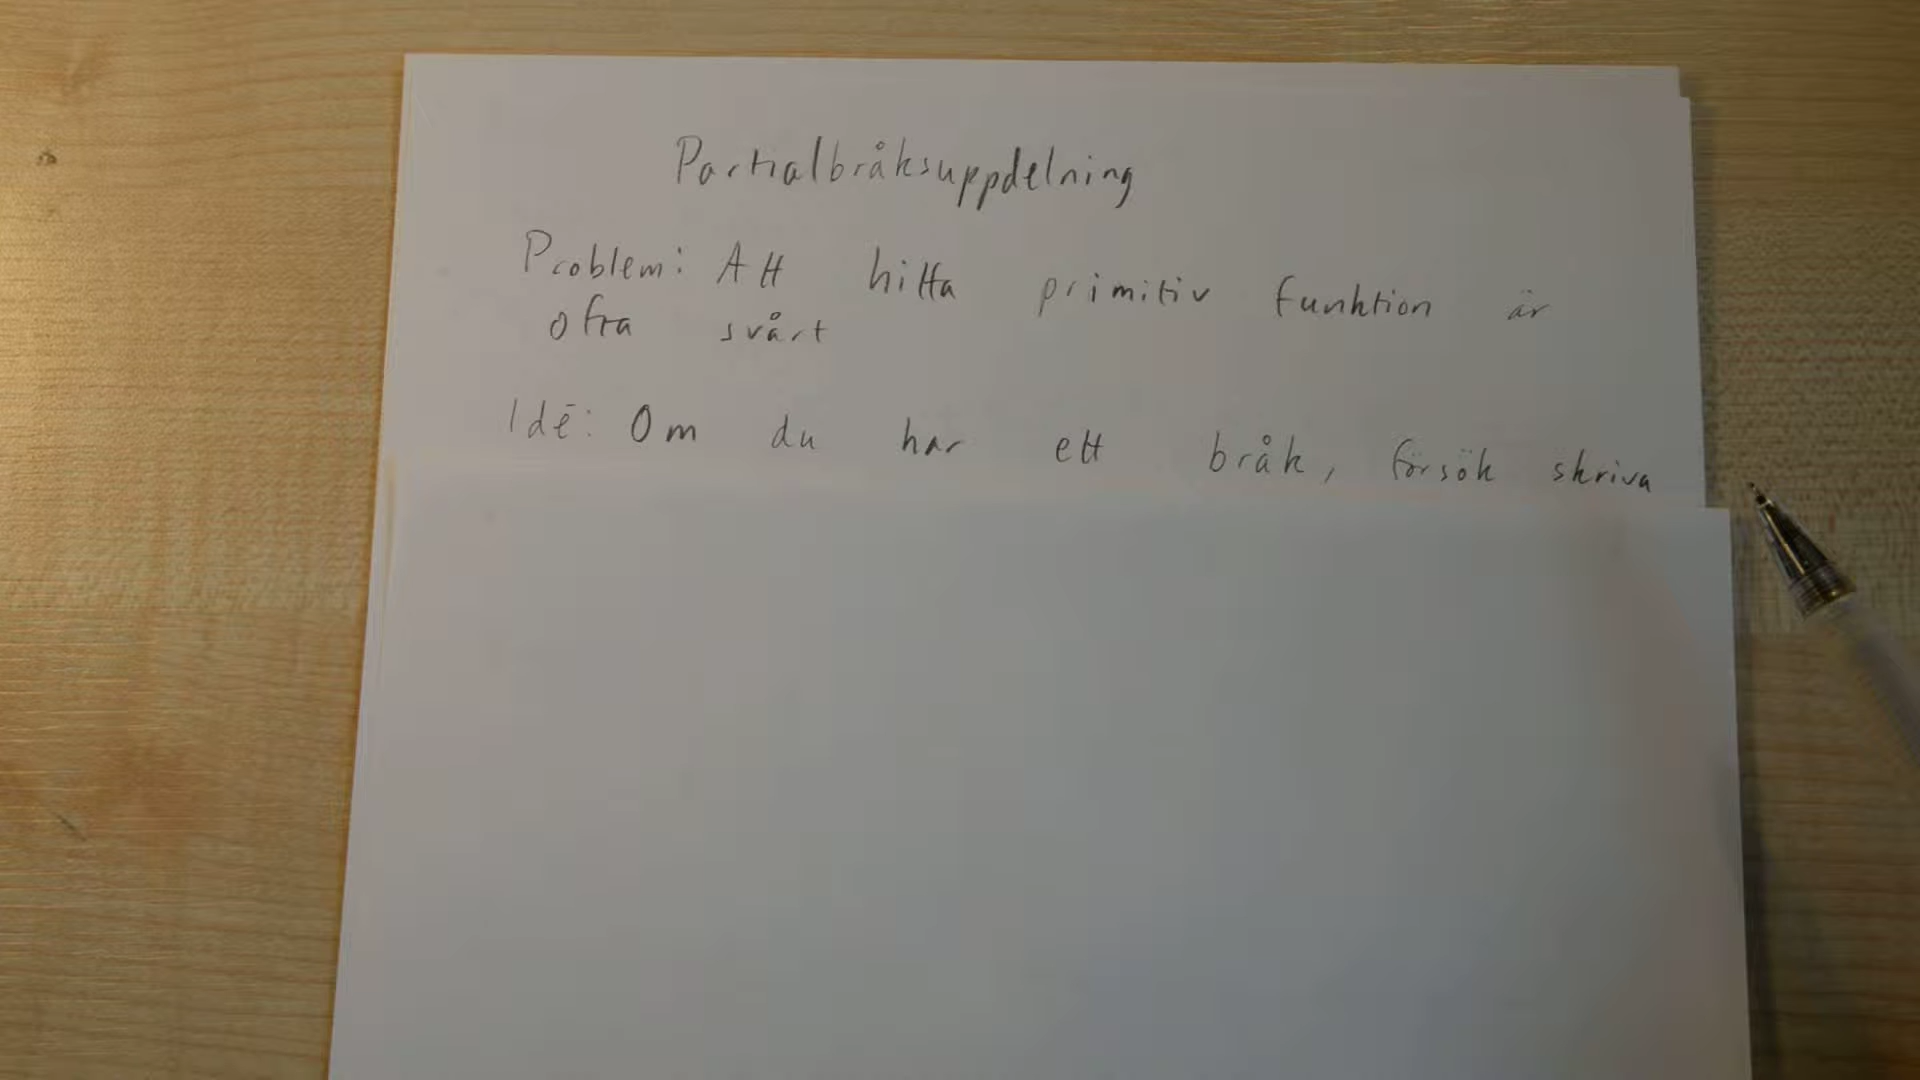 Partialbråksuppdelning
Problem: Att hitta primitiv funktion är
ofta svårt
Idé: Om du har ett bråk, försök skriva